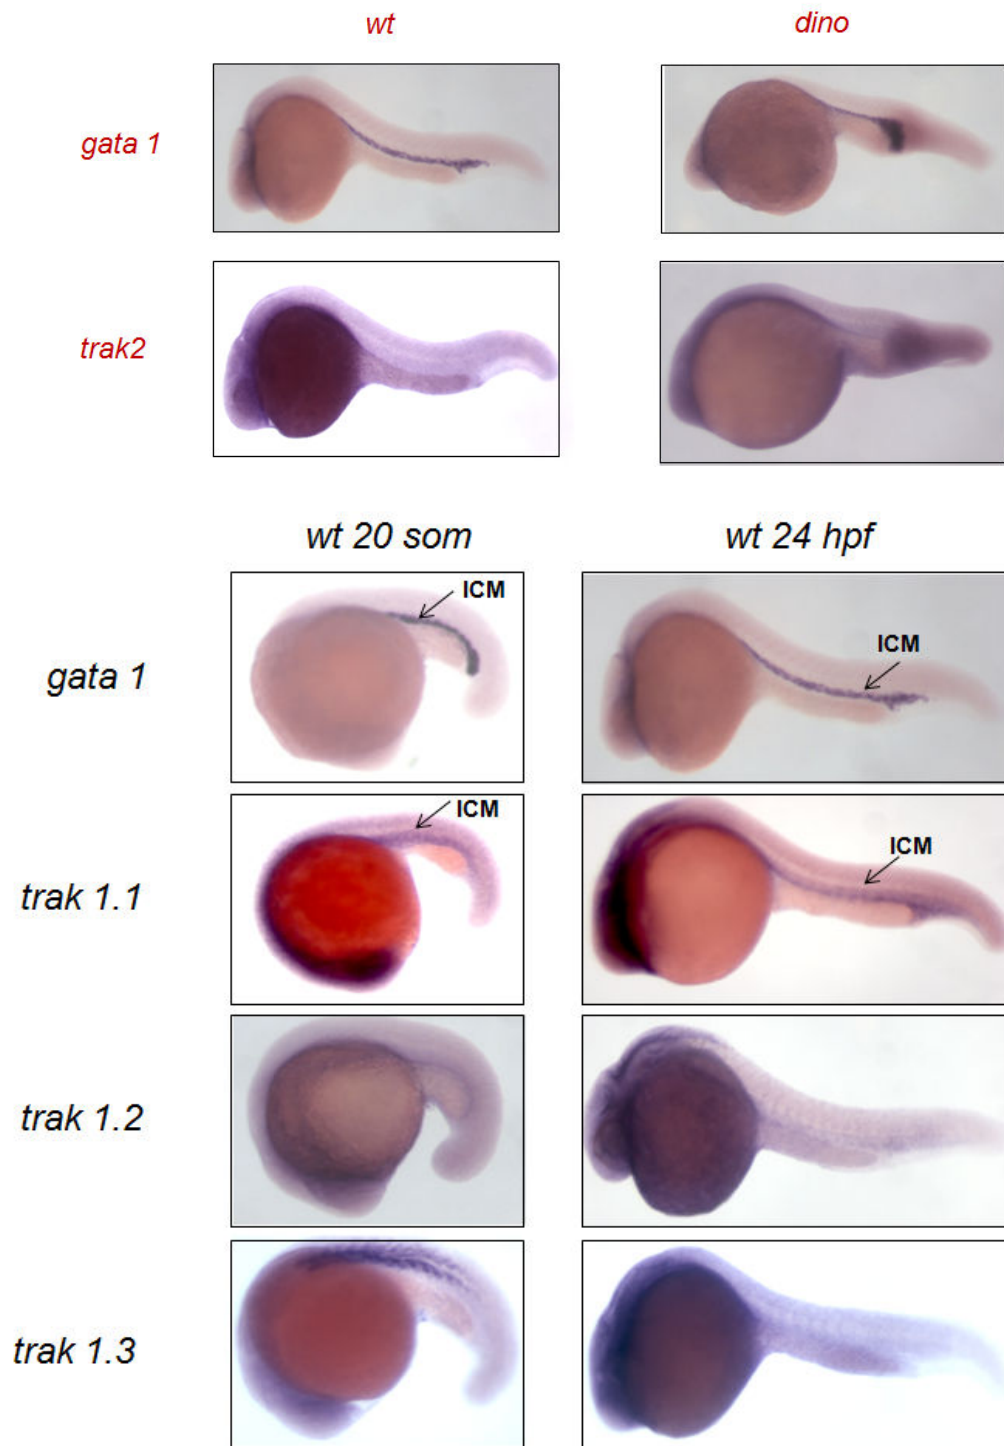 wt dino
gata 1
trak2
wt 20 som wt 24 hpf
gata 1 ICM ICM
trak 1.1 ICM ICM
trak 1.2
trak 1.3